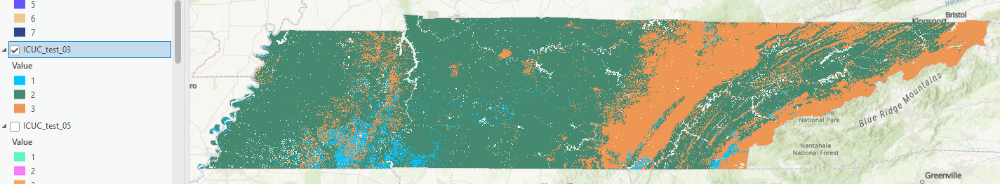 5
6
7
ICUC_test_03
Value
1
2
3
ICUC_test_05
Value
1
2
ro
Bristol
Kingsport
Blue Ridge Mountains
National Park
Nantahala
National Forest
Greenville